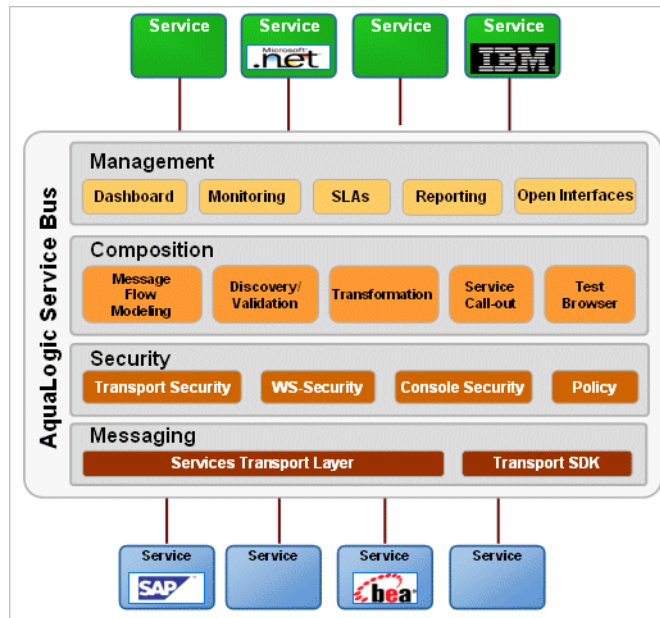 Service
Service
Microsoft
.net
Service
Service
IBM
AquaLogic Service Bus
Management
Dashboard
Monitoring
SLAs
Reporting
Open Interfaces
Composition
Message
Flow
Modeling
Discovery/
Validation
Transformation
Service
Call-out
Test
Browser
Security
Transport Security
WS-Security
Console Security
Policy
Messaging
Services Transport Layer
Transport SDK
Service
SAP
Service
Service
bea
Service